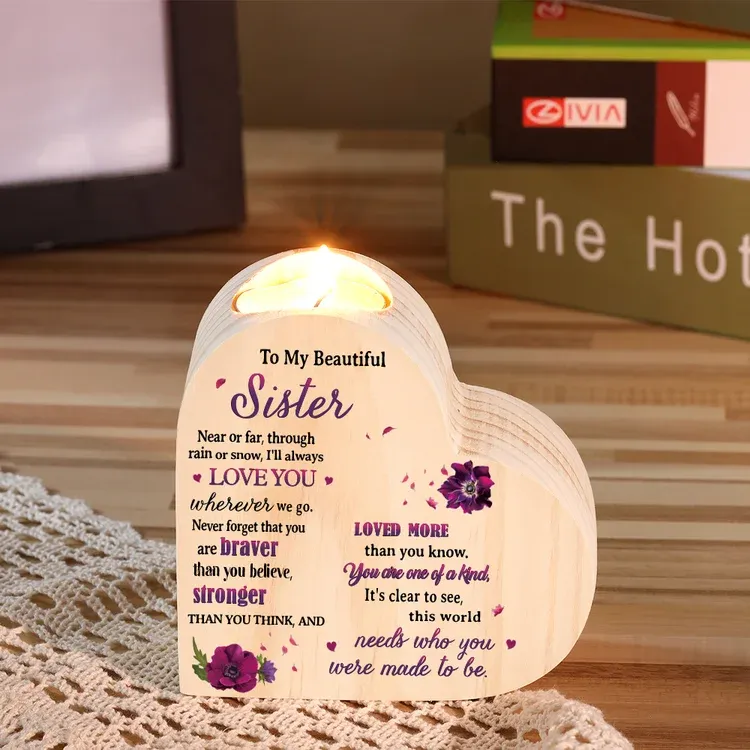 IVIA
The Hot
To My Beautiful
Sister
Near or far, through
rain or snow, I'll always
LOVE YOU
wherever we go.
Never forget that you
are braver
than you believe,
stronger
THAN YOU THINK, AND
LOVED MORE
than you know.
You are one of a kind,
It's clear to see,
this world
needs who you
were made to be.